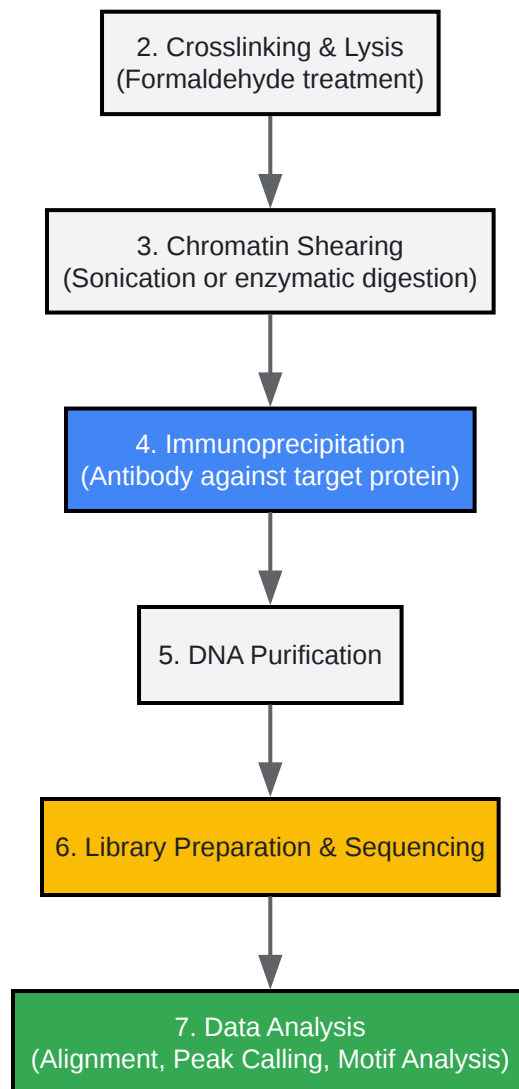 2. Crosslinking & Lysis
(Formaldehyde treatment)
3. Chromatin Shearing
(Sonication or enzymatic digestion)
4. Immunoprecipitation
(Antibody against target protein)
5. DNA Purification
6. Library Preparation & Sequencing
7. Data Analysis
(Alignment, Peak Calling, Motif Analysis)